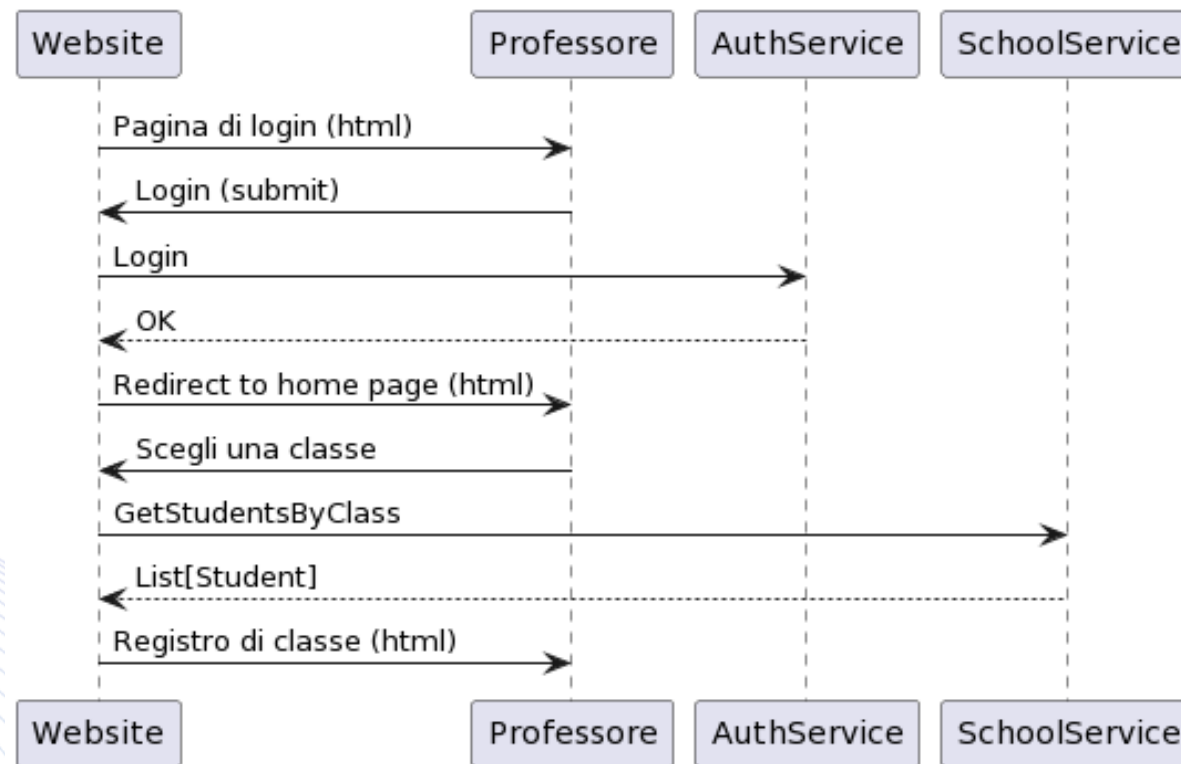 Website Professore AuthService SchoolService
Pagina di login (html)
Login (submit)
Login
OK
Redirect to home page (html)
Scegli una classe
GetStudentsByClass
List[Student]
Registro di classe (html)
Website Professore AuthService SchoolService